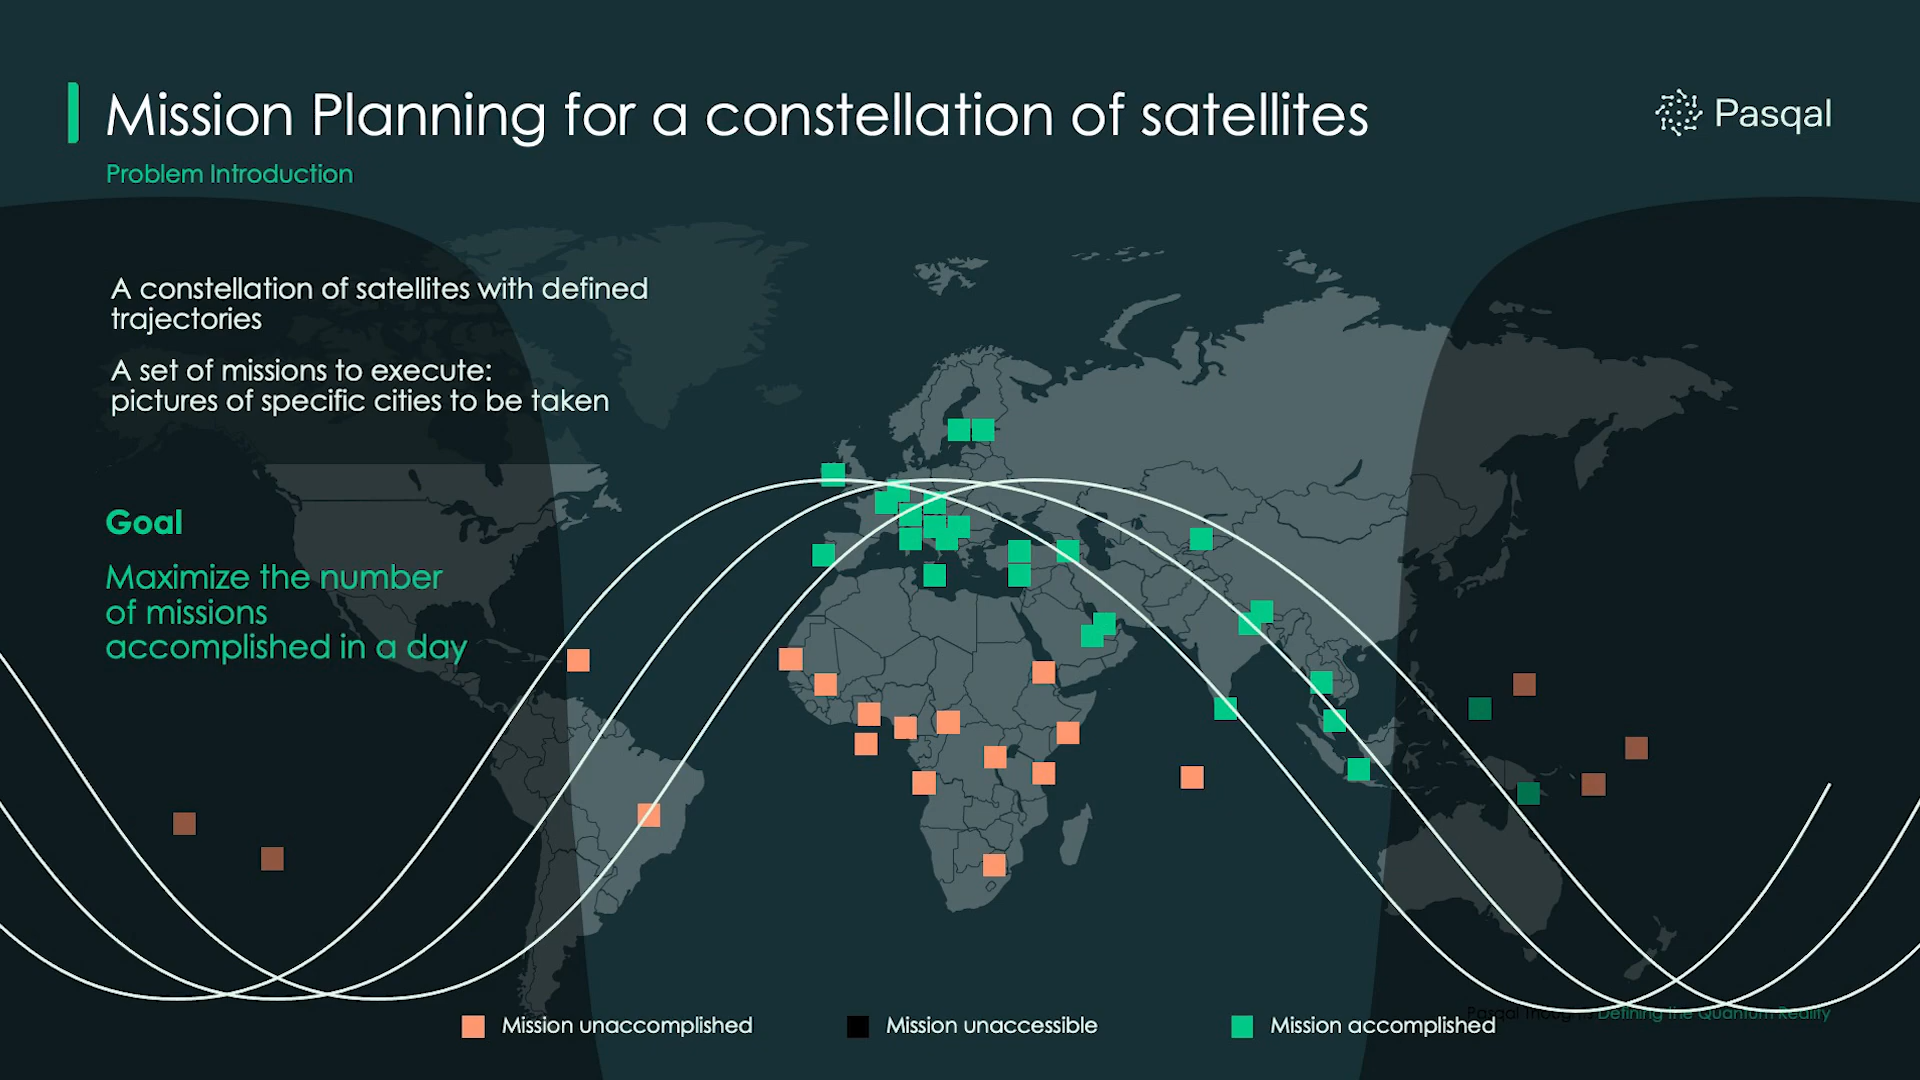 Mission Planning for a constellation of satellites
Pasqal
Problem Introduction
A constellation of satellites with defined
trajectories
A set of missions to execute:
pictures of specific cities to be taken
Goal
Maximize the number
of missions
accomplished in a day
Mission unaccomplished
Mission unaccessible
Mission accomplished
Defining the Quantum Reality